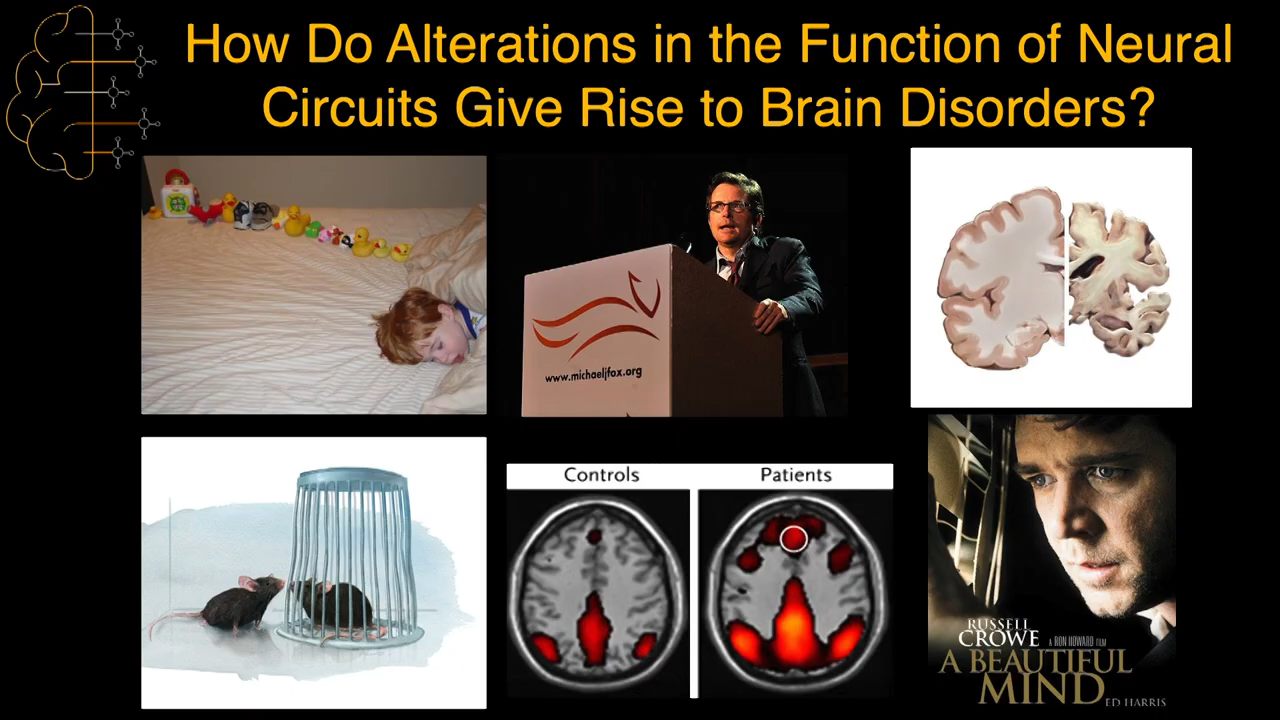 How Do Alterations in the Function of Neural
Circuits Give Rise to Brain Disorders?
www.michaeljfox.org
Controls
Patients
RUSSELL
CROWE
A RON HOWARD FILM
A BEAUTIFUL
MIND
ED HARRIS